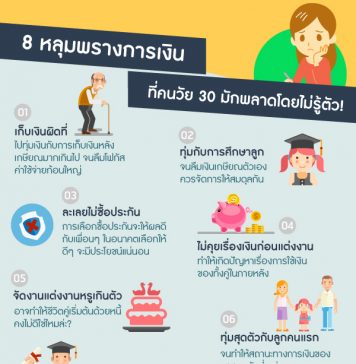 8 หลุมพรางการเงิน
ที่คนวัย 30 มักพลาดโดยไม่รู้ตัว!
01
เก็บเงินผิดที่
ไปทุ่มเงินกับการเก็บเงินหลัง
เกษียณมากเกินไป จนลืมโฟกัส
ค่าใช้จ่ายก้อนใหญ่
02
ทุ่มกับการศึกษาลูก
จนลืมเงินเกษียณตัวเอง
ควรจัดการให้สมดุลกัน
03
ละเลยไม่ซื้อประกัน
การเลือกซื้อประกันจะให้ผลดี
กับเพื่อนๆ ในอนาคตเลือกให้
ดีๆ จะมีประโยชน์แน่นอน
04
ไม่คุยเรื่องเงินก่อนแต่งงาน
ทำให้เกิดปัญหาเรื่องการใช้เงิน
ของทั้งคู่ในภายหลัง
05
จัดงานแต่งงานหรูเกินตัว
อาจทำให้ชีวิตคู่เริ่มต้นด้วยหนี้
คงไม่ดีใช่ไหมล่ะ?
06
ทุ่มสุดตัวกับลูกคนแรก
จนทำให้สถานะทางการเงินของ